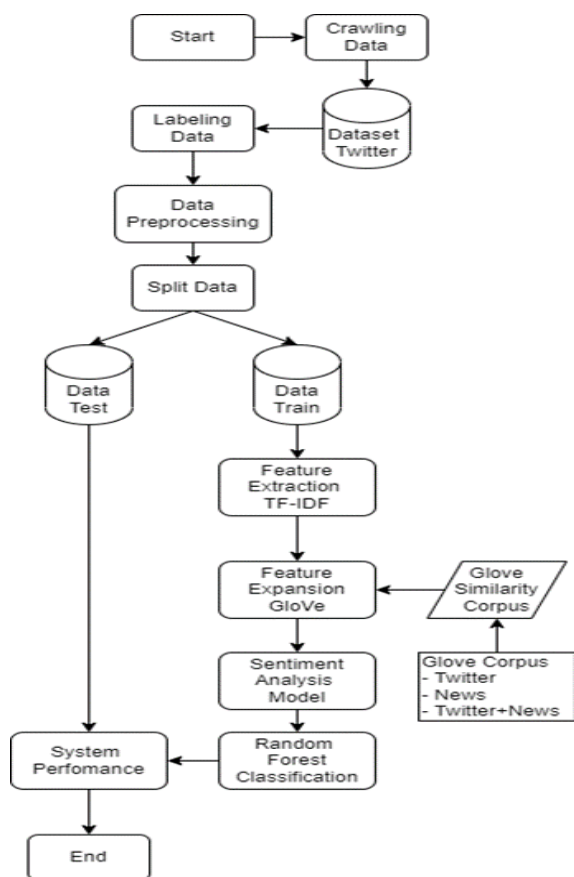 Start
Crawling
Data
Dataset
Twitter
Labeling
Data
Data
Preprocessing
Split Data
Data
Test
Data
Train
Feature
Extraction
TF-IDF
Feature
Expansion
GloVe
Glove
Similarity
Corpus
Glove Corpus
- Twitter
- News
- Twitter+News
Sentiment
Analysis
Model
Random
Forest
Classification
System
Perfomance
End